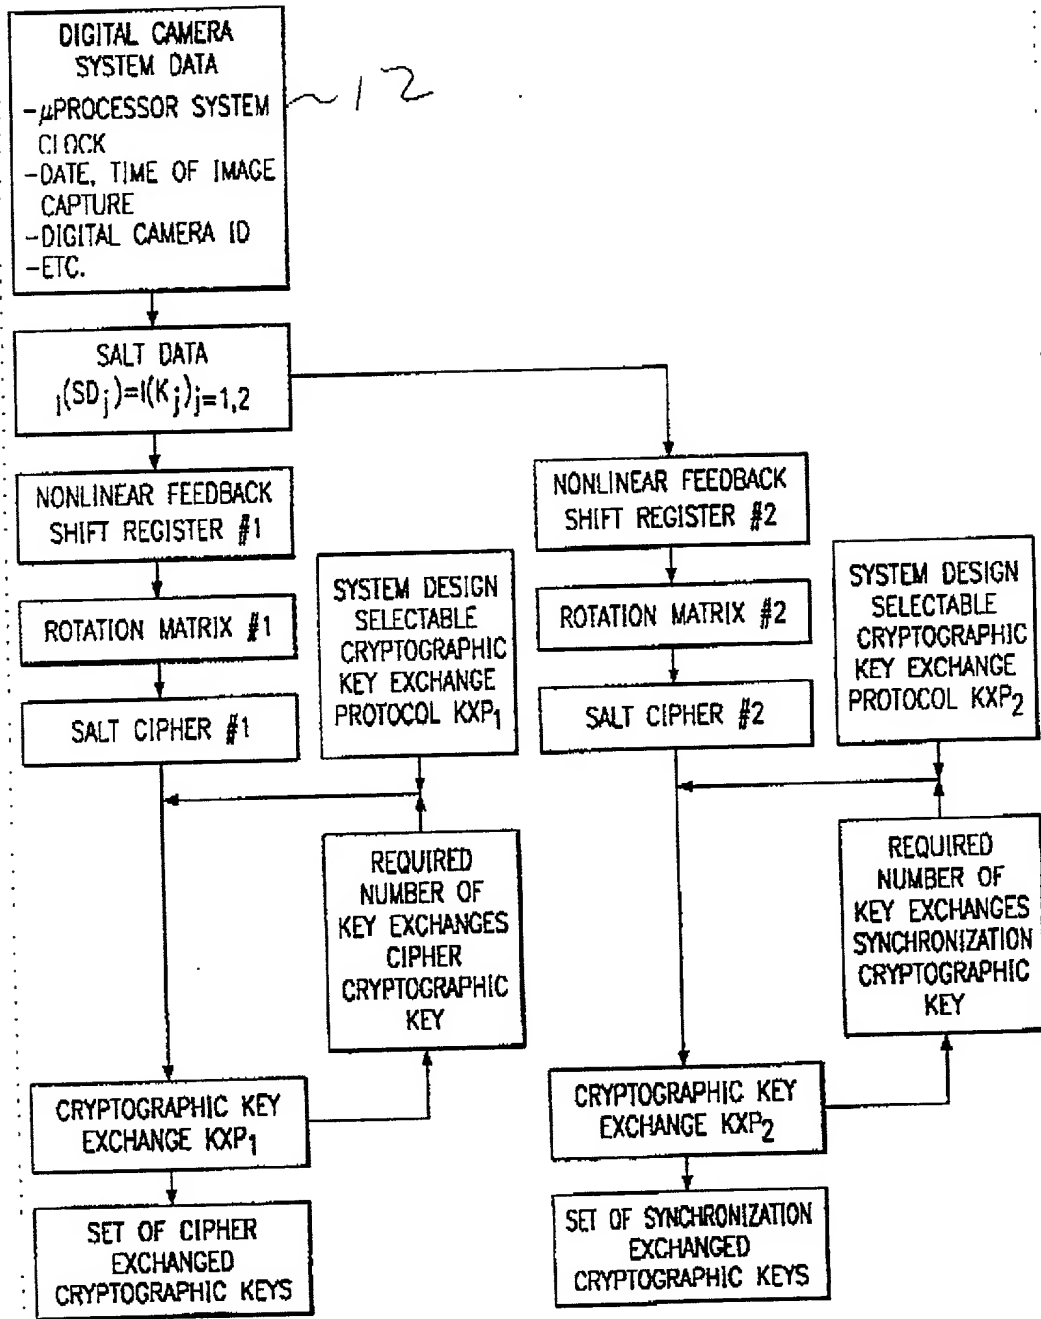 DIGITAL CAMERA
SYSTEM DATA
-μPROCESSOR SYSTEM
CLOCK
-DATE, TIME OF IMAGE
CAPTURE
-DIGITAL CAMERA ID
-ETC.
~12
SALT DATA
I(SDj)=I(Kj)j=1,2
NONLINEAR FEEDBACK
SHIFT REGISTER #1
ROTATION MATRIX #1
SALT CIPHER #1
SYSTEM DESIGN
SELECTABLE
CRYPTOGRAPHIC
KEY EXCHANGE
PROTOCOL KXP1
REQUIRED
NUMBER OF
KEY EXCHANGES
CIPHER
CRYPTOGRAPHIC
KEY
CRYPTOGRAPHIC KEY
EXCHANGE KXP1
SET OF CIPHER
EXCHANGED
CRYPTOGRAPHIC KEYS
NONLINEAR FEEDBACK
SHIFT REGISTER #2
ROTATION MATRIX #2
SALT CIPHER #2
SYSTEM DESIGN
SELECTABLE
CRYPTOGRAPHIC
KEY EXCHANGE
PROTOCOL KXP2
REQUIRED
NUMBER OF
KEY EXCHANGES
SYNCHRONIZATION
CRYPTOGRAPHIC
KEY
CRYPTOGRAPHIC KEY
EXCHANGE KXP2
SET OF SYNCHRONIZATION
EXCHANGED
CRYPTOGRAPHIC KEYS